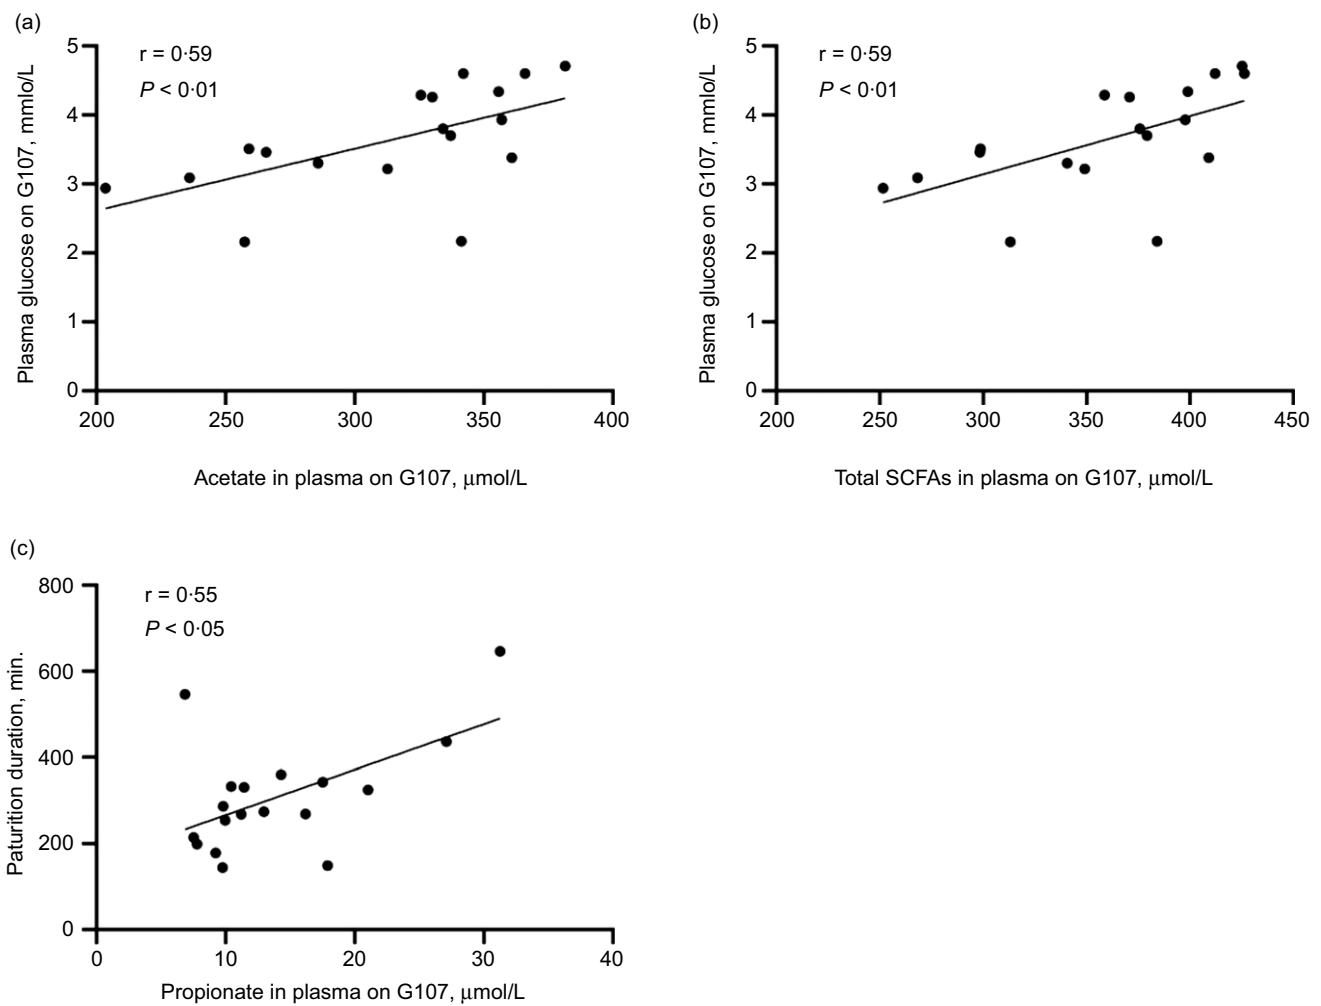 (a)
r = 0·59
P < 0·01
Plasma glucose on G107, mmlo/L
5
4
3
2
1
0
200 250 300 350 400
Acetate in plasma on G107, μmol/L
(b)
r = 0·59
P < 0·01
Plasma glucose on G107, mmlo/L
5
4
3
2
1
0
200 250 300 350 400 450
Total SCFAs in plasma on G107, μmol/L
(c)
r = 0·55
P < 0·05
Paturition duration, min.
800
600
400
200
0
0 10 20 30 40
Propionate in plasma on G107, μmol/L